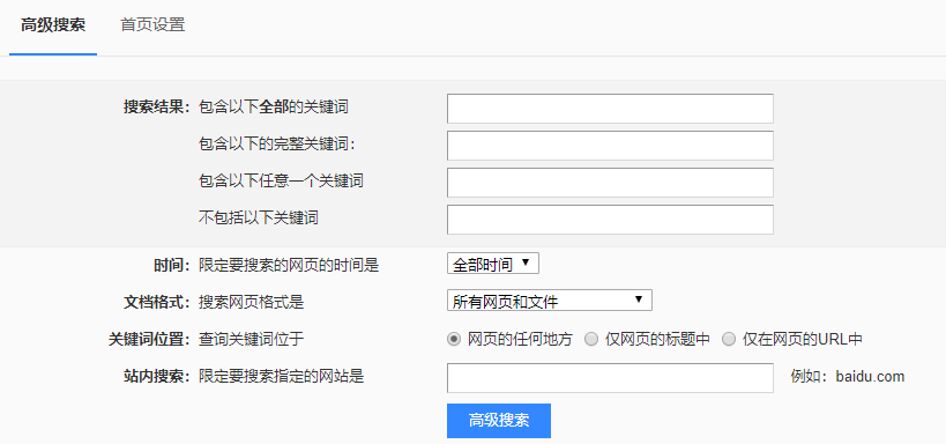 高级搜索 首页设置
搜索结果：包含以下全部的关键词
包含以下的完整关键词：
包含以下任意一个关键词
不包括以下关键词
时间：限定要搜索的网页的时间是 全部时间
文档格式：搜索网页格式是 所有网页和文件
关键词位置：查询关键词位于 网页的任何地方 仅网页的标题中 仅在网页的URL中
站内搜索：限定要搜索指定的网站是 例如：baidu.com
高级搜索